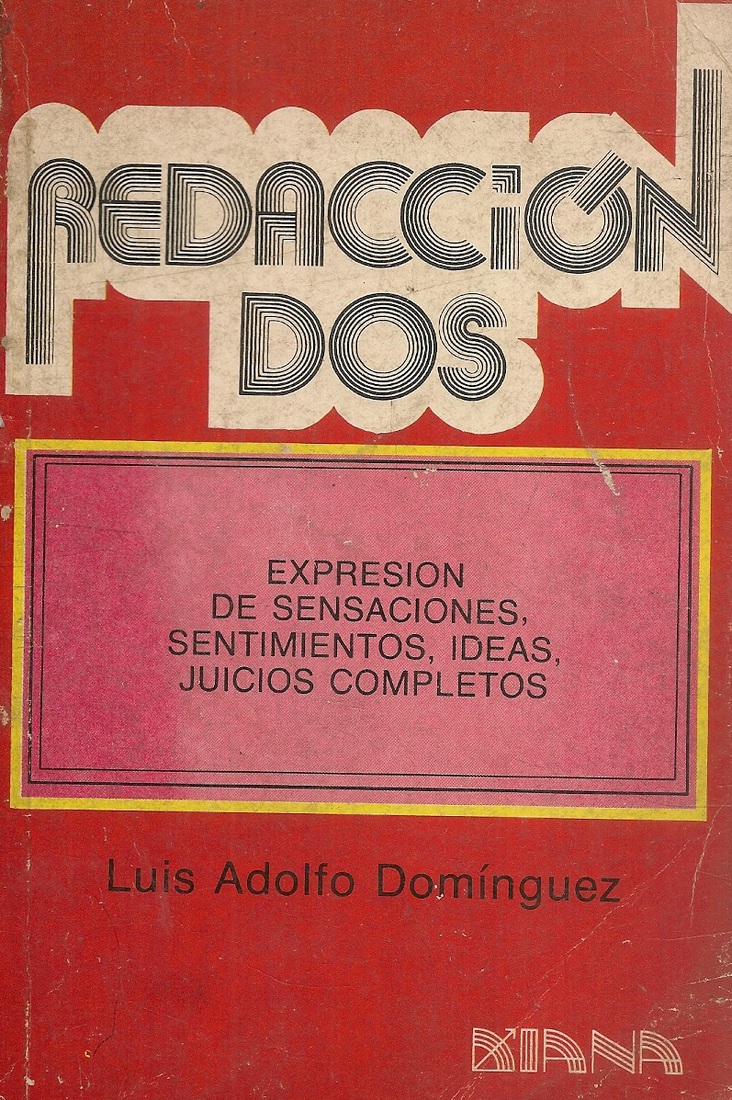 REDACCIÓN
DOS
EXPRESION
DE SENSACIONES,
SENTIMIENTOS, IDEAS,
JUICIOS COMPLETOS
Luis Adolfo Domínguez
DIANA